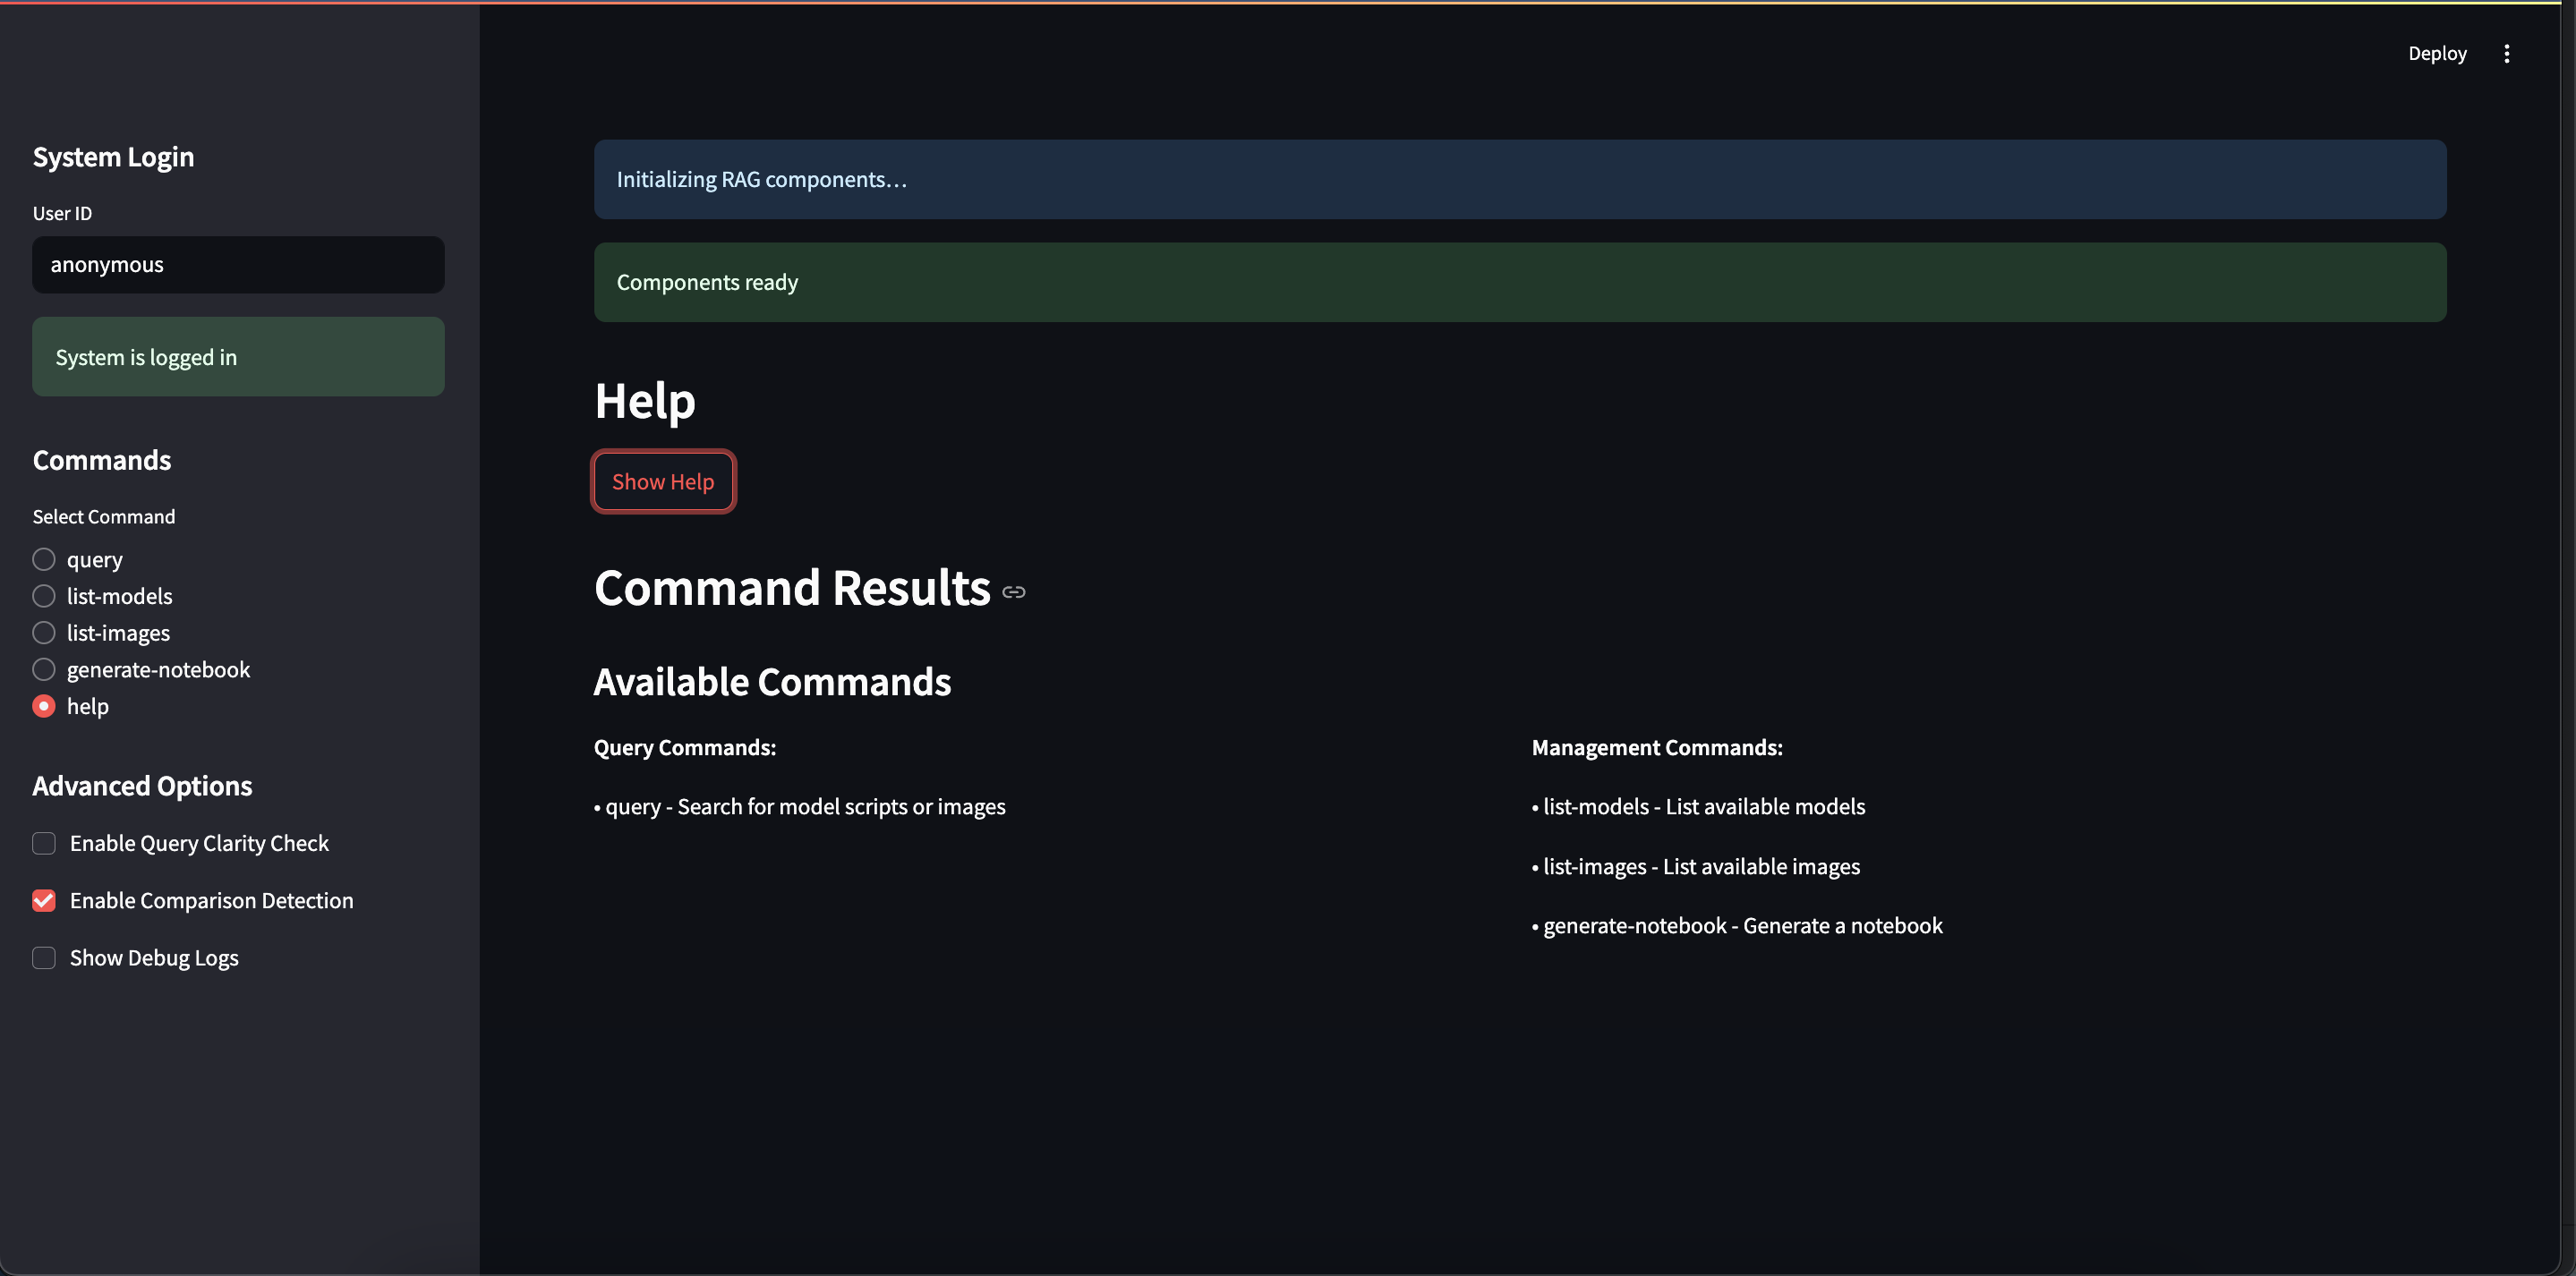 Deploy
System Login
User ID
anonymous
System is logged in
Commands
Select Command
query
list-models
list-images
generate-notebook
help
Advanced Options
Enable Query Clarity Check
Enable Comparison Detection
Show Debug Logs
Initializing RAG components...
Components ready
Help
Show Help
Command Results
Available Commands
Query Commands:
• query - Search for model scripts or images
Management Commands:
• list-models - List available models
• list-images - List available images
• generate-notebook - Generate a notebook